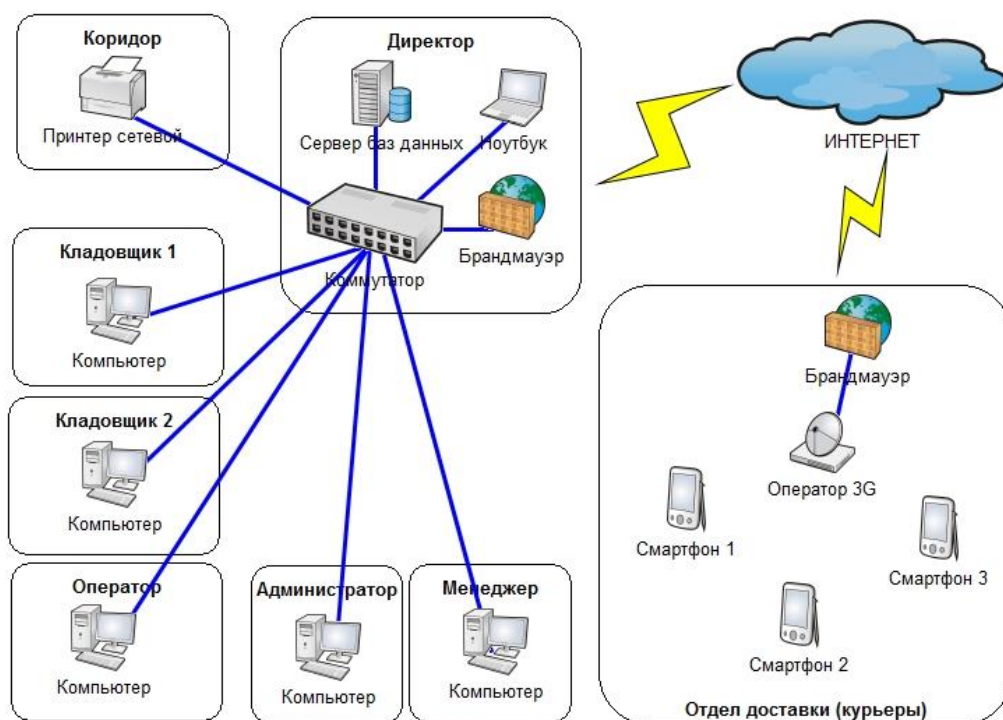 Коридор
Принтер сетевой
Директор
Сервер баз данных
Ноутбук
Коммутатор
Брандмауэр
ИНТЕРНЕТ
Кладовщик 1
Компьютер
Кладовщик 2
Компьютер
Оператор
Компьютер
Администратор
Компьютер
Менеджер
Компьютер
Брандмауэр
Оператор 3G
Смартфон 1
Смартфон 3
Смартфон 2
Отдел доставки (курьеры)